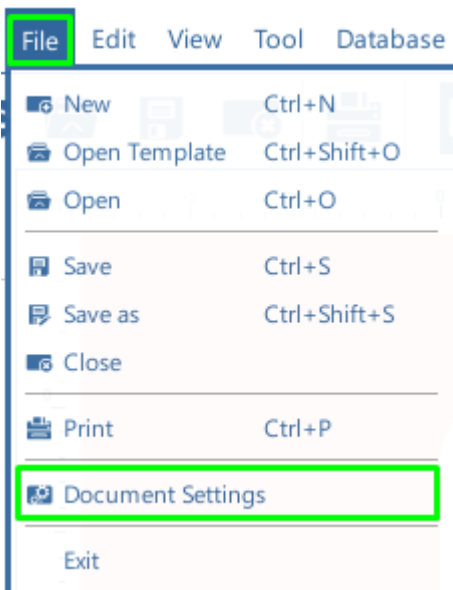 File Edit View Tool Database
New Ctrl+N
Open Template Ctrl+Shift+O
Open Ctrl+O
Save Ctrl+S
Save as Ctrl+Shift+S
Close
Print Ctrl+P
Document Settings
Exit